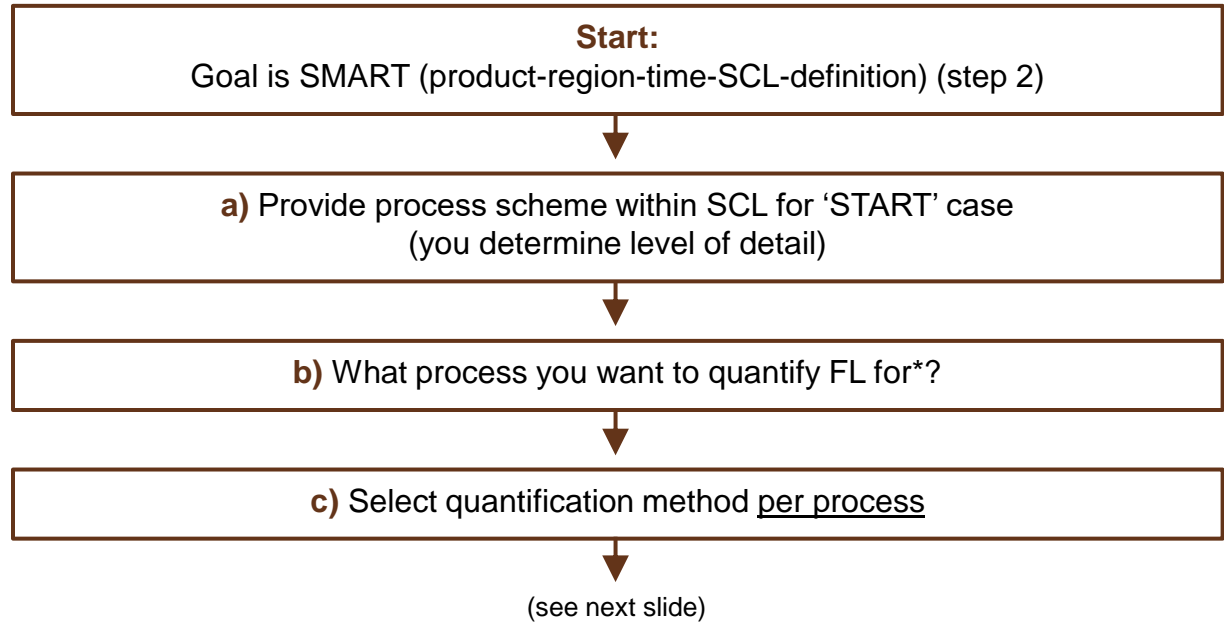 Start:
Goal is SMART (product-region-time-SCL-definition) (step 2)
a) Provide process scheme within SCL for ‘START’ case
(you determine level of detail)
b) What process you want to quantify FL for*?
c) Select quantification method per process
(see next slide)